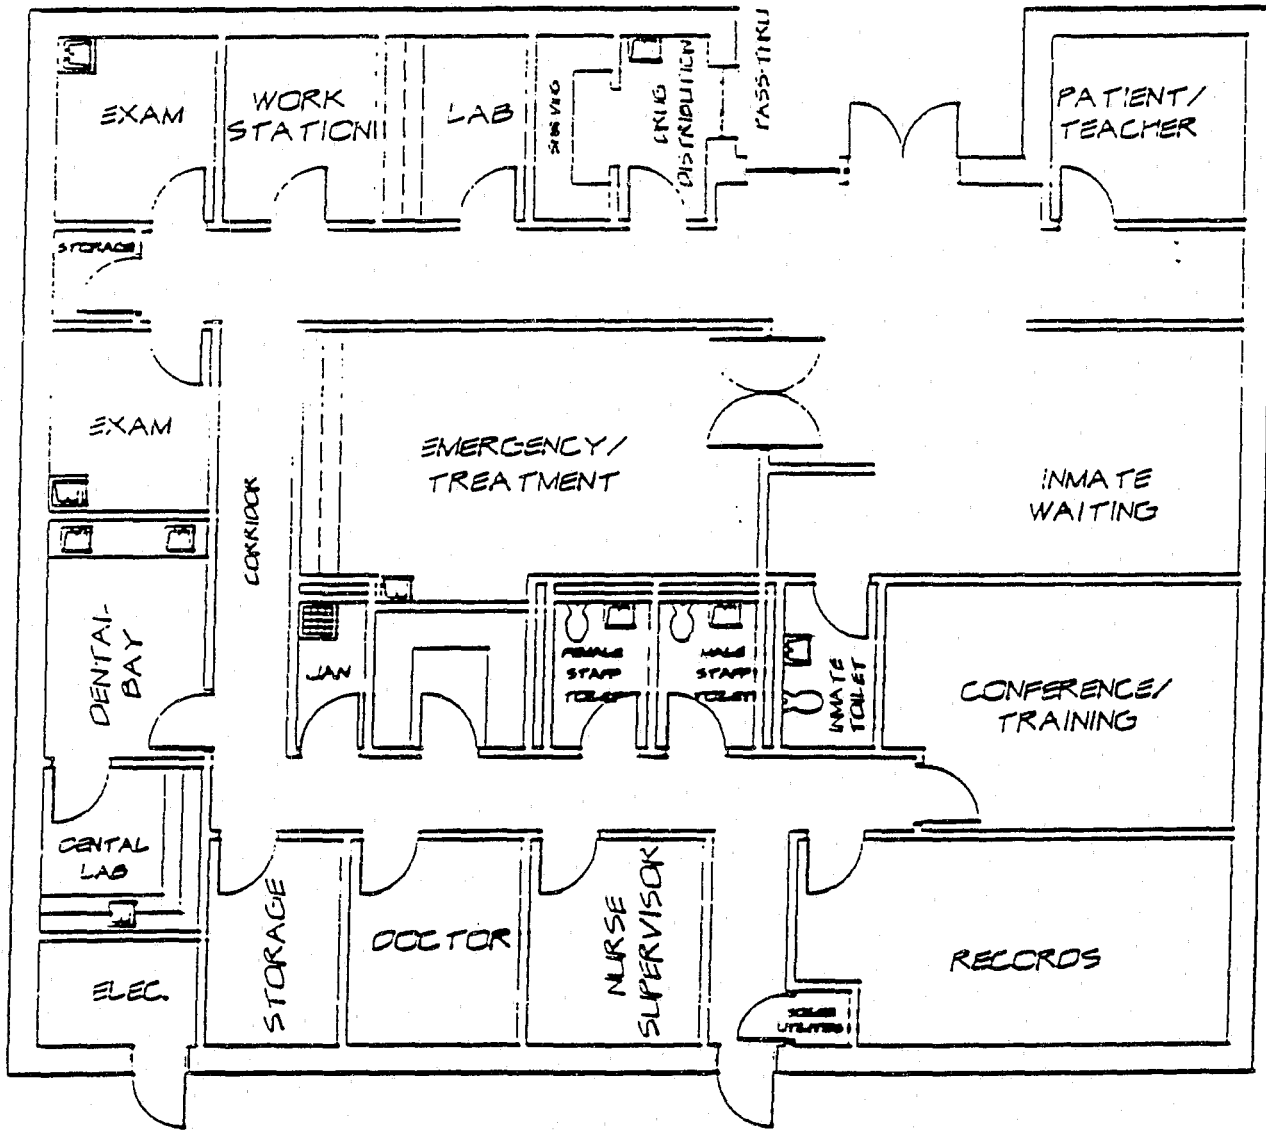 EXAM
WORK
STATION
LAB
DRUG
DISTRIBUTION
PASS-THRU
PATIENT/
TEACHER
STORAGE
EXAM
CORRIDOR
EMERGENCY/
TREATMENT
INMATE
WAITING
DENTAL
BAY
JAN
FEMALE
STAFF
TOILET
MALE
STAFF
TOILET
INMATE
TOILET
CONFERENCE/
TRAINING
DENTAL
LAB
ELEC.
STORAGE
DOCTOR
NURSE
SUPERVISOR
RECORDS
UTILITIES